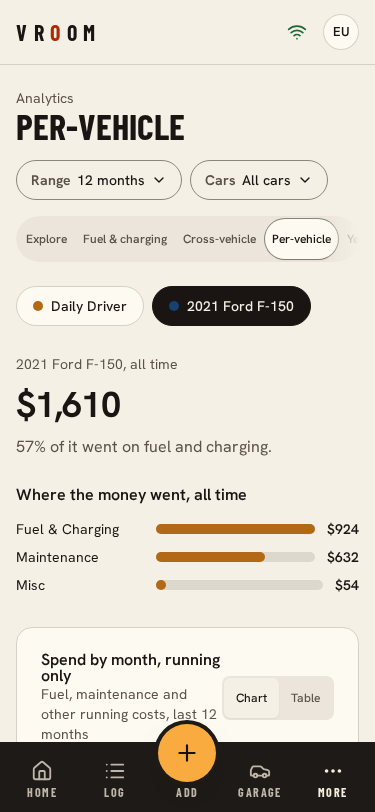 VROOM
EU
Analytics
PER-VEHICLE
Range 12 months
Cars All cars
Explore Fuel & charging Cross-vehicle Per-vehicle
Daily Driver
2021 Ford F-150
2021 Ford F-150, all time
$1,610
57% of it went on fuel and charging.
Where the money went, all time
Fuel & Charging $924
Maintenance $632
Misc $54
Spend by month, running
only
Fuel, maintenance and
other running costs, last 12
months
Chart Table
HOME LOG ADD GARAGE MORE